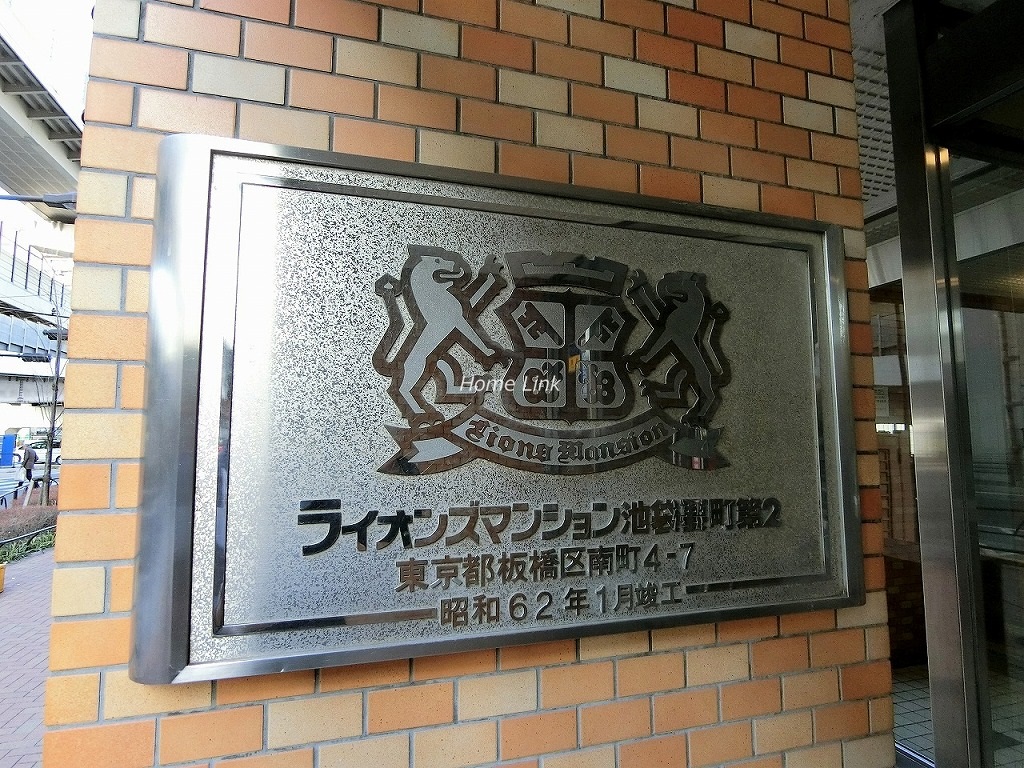 Home Link
Lions Mansion
ライオンズマンション池袋霜町第2
東京都板橋区南町4-7
昭和62年1月竣工